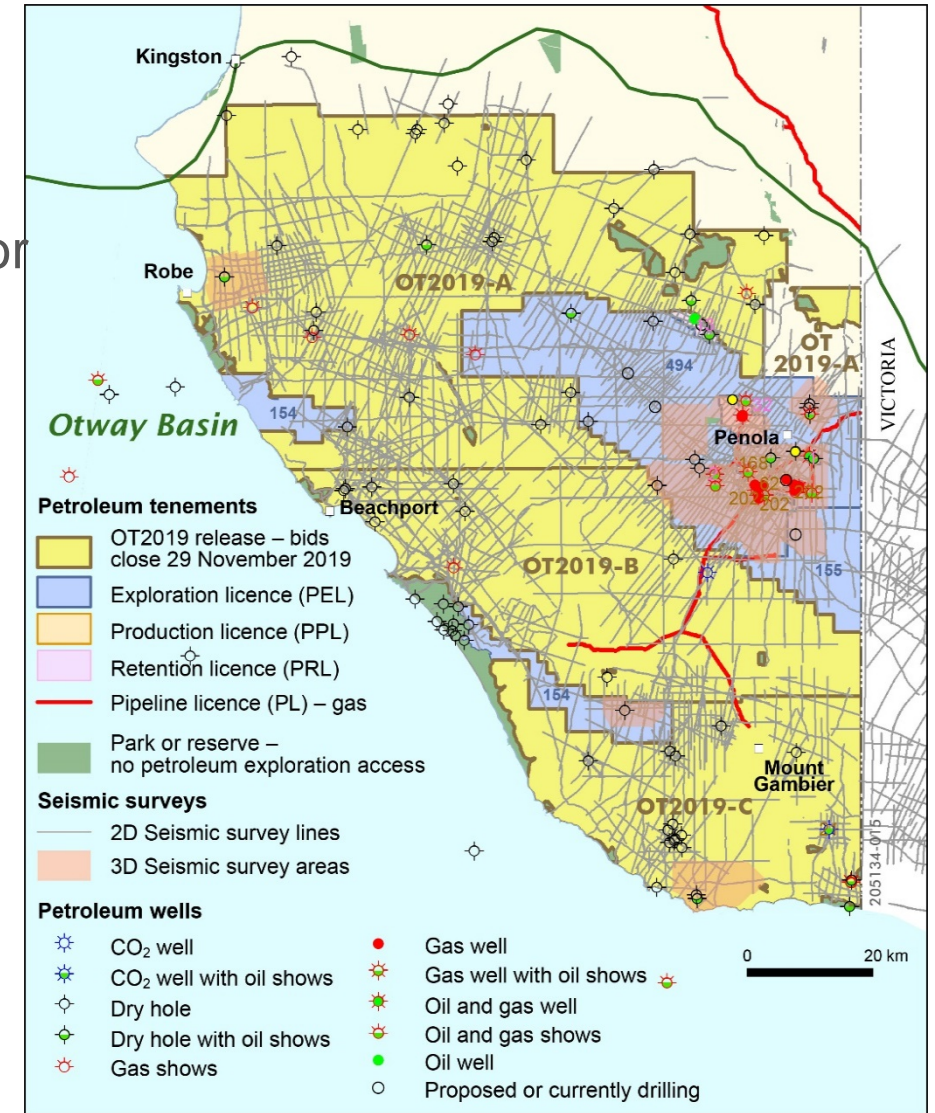 or
Kingston
Robe
OT2019-A
OT
2019-A
494
VICTORIA
154
Otway Basin
Penola
168
202
202
Beachport
OT2019-B
155
Petroleum tenements
OT2019 release – bids
close 29 November 2019
Exploration licence (PEL)
Production licence (PPL)
Retention licence (PRL)
Pipeline licence (PL) – gas
Park or reserve –
no petroleum exploration access
154
Mount
Gambier
OT2019-C
205134-015
Seismic surveys
2D Seismic survey lines
3D Seismic survey areas
Petroleum wells
CO₂ well
CO₂ well with oil shows
Dry hole
Dry hole with oil shows
Gas shows
Gas well
Gas well with oil shows
Oil and gas well
Oil and gas shows
Oil well
Proposed or currently drilling
0 20 km